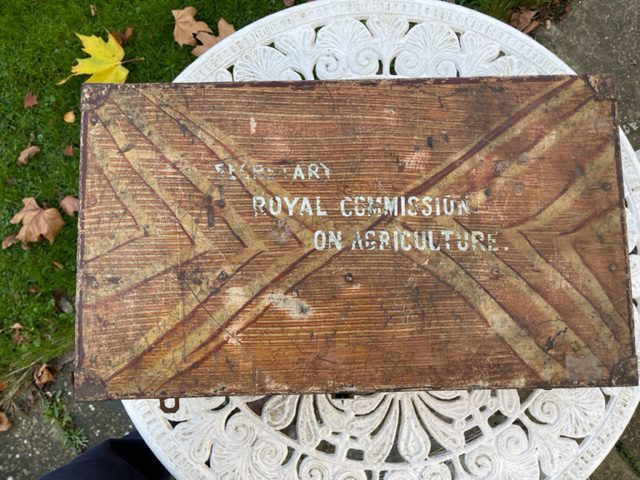 SECRETARY
ROYAL COMMISSION
ON AGRICULTURE.